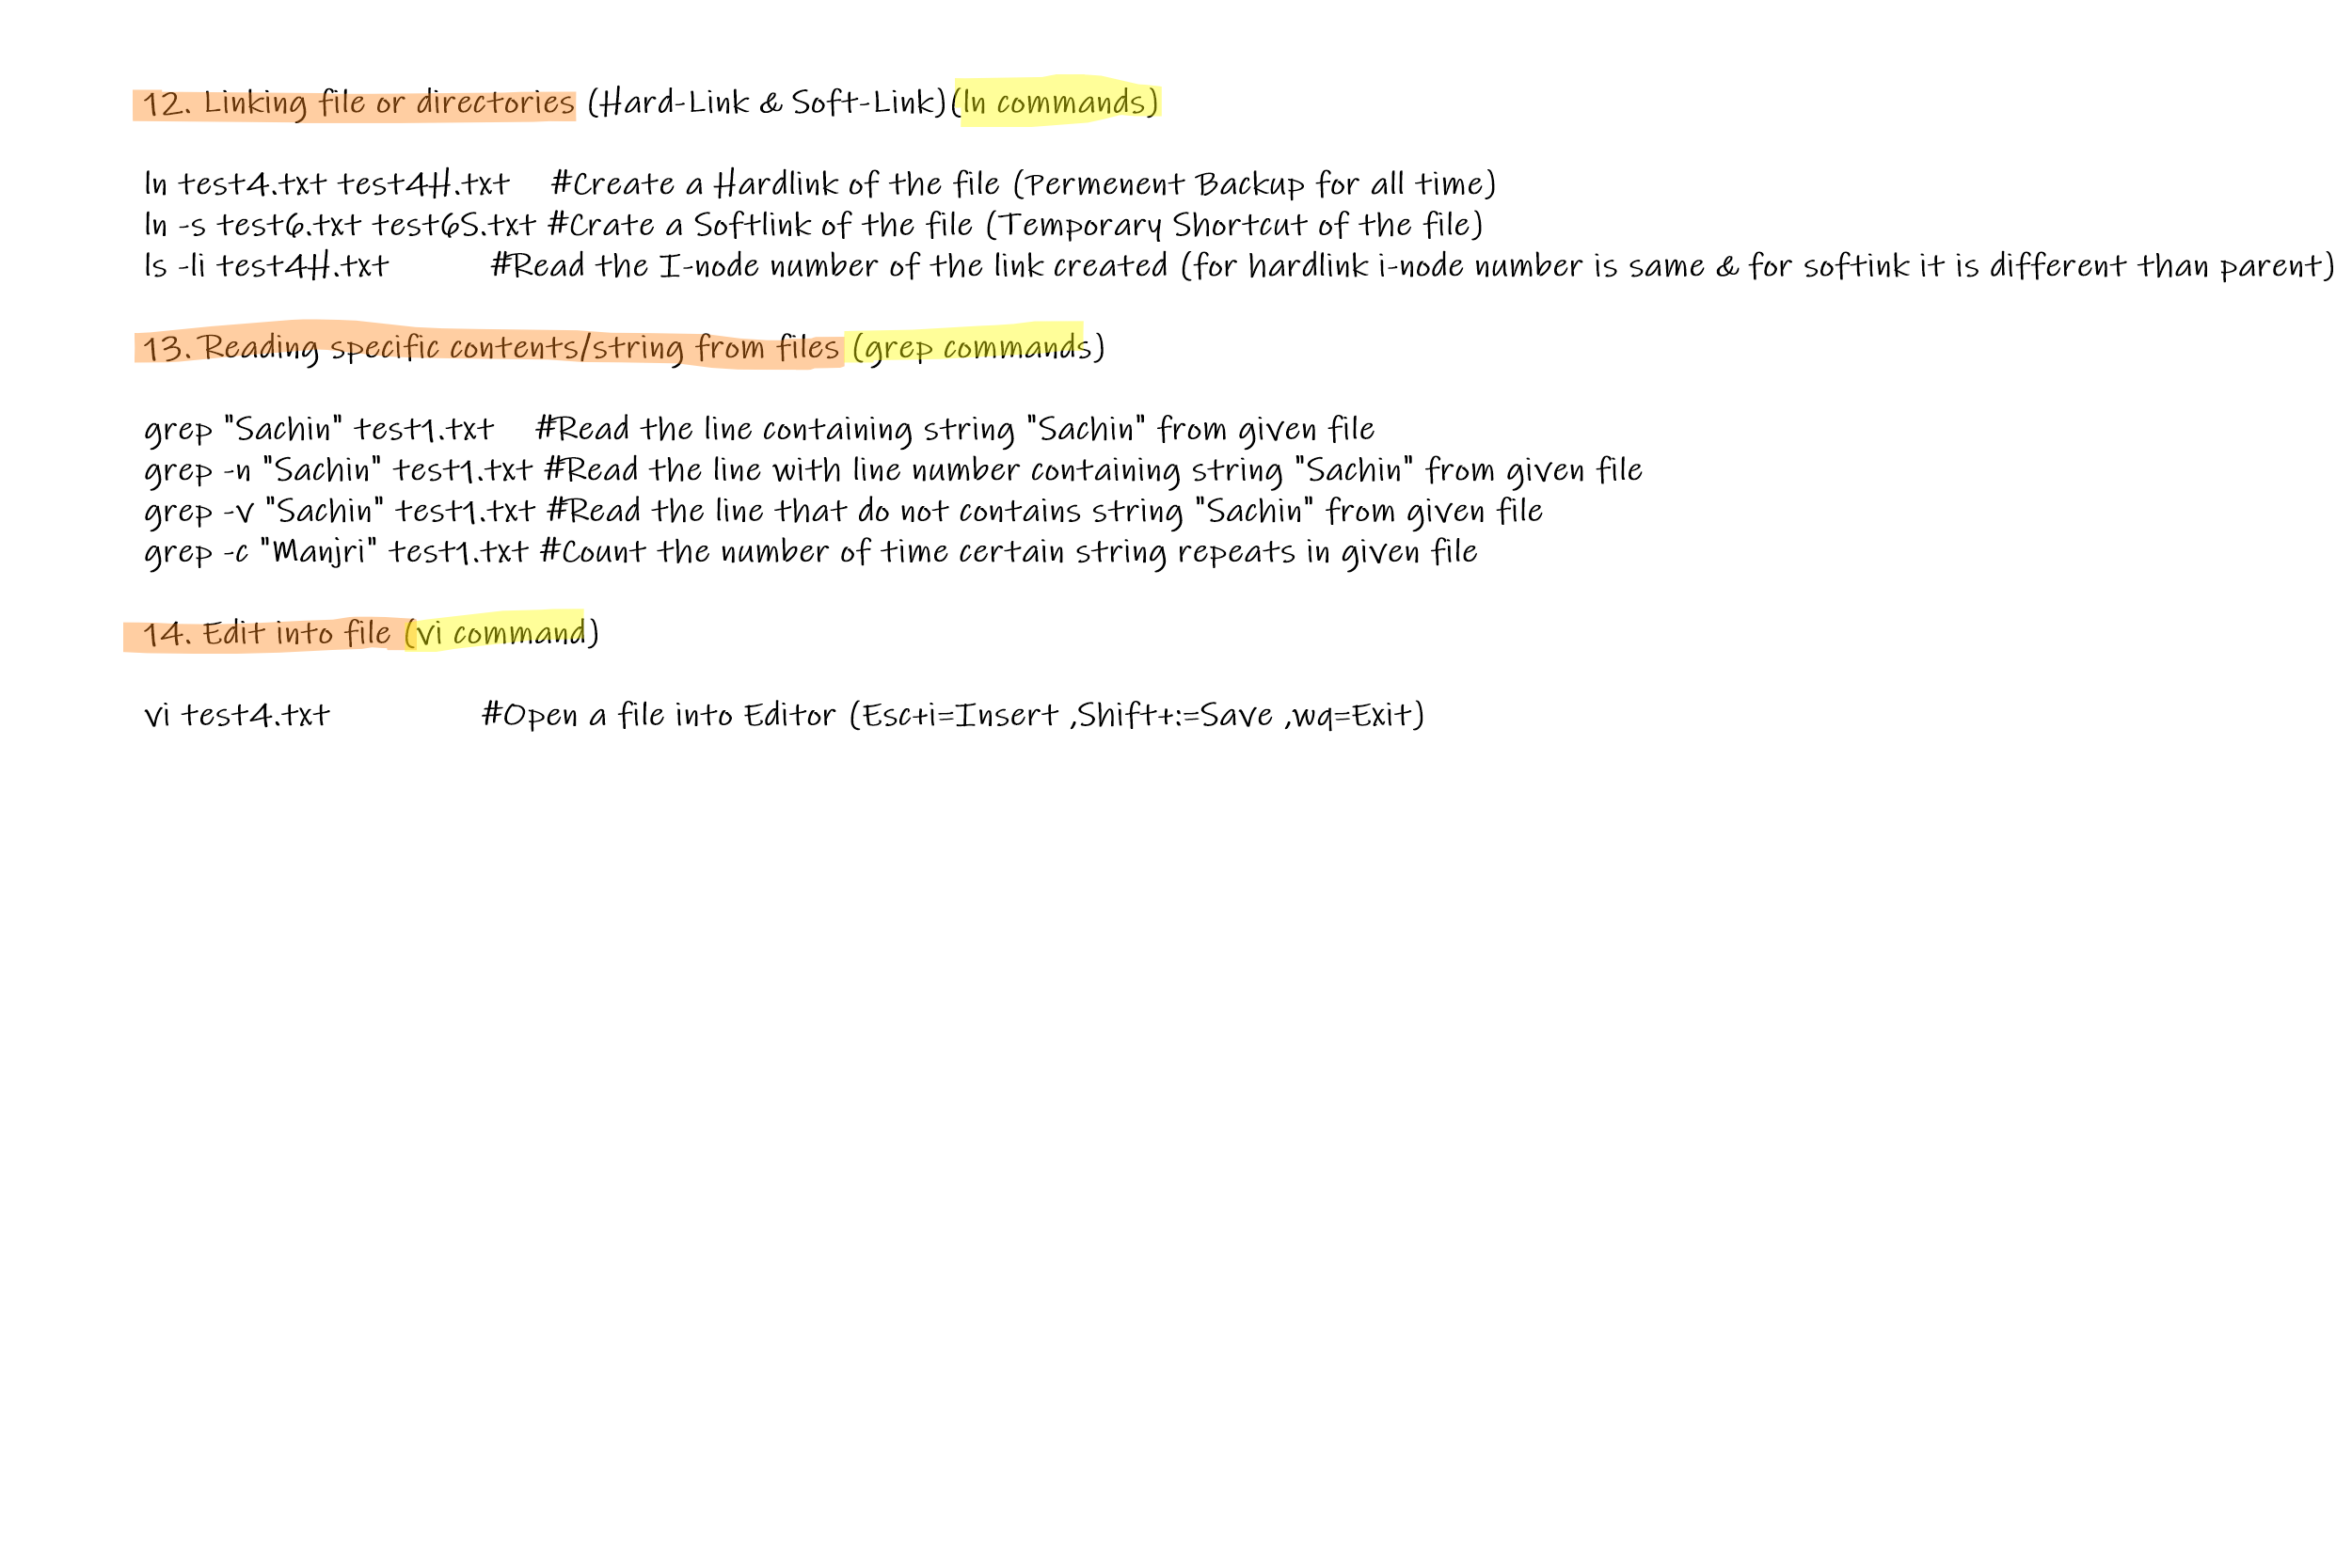 12. Linking file or directories (Hard-Link & Soft-Link)(ln commands)
ln test4.txt test4H.txt #Create a Hardlink of the file (Permenent Backup for all time)
ln -s test6.txt test6S.txt #Crate a Softlink of the file (Temporary Shortcut of the file)
ls -li test4H.txt #Read the I-node number of the link created (for hardlink i-node number is same & for softink it is different than parent)
13. Reading specific contents/string from files (grep commands)
grep "Sachin" test1.txt #Read the line containing string "Sachin" from given file
grep -n "Sachin" test1.txt #Read the line with line number containing string "Sachin" from given file
grep -v "Sachin" test1.txt #Read the line that do not contains string "Sachin" from given file
grep -c "Manjri" test1.txt #Count the number of time certain string repeats in given file
14. Edit into file (vi command)
vi test4.txt #Open a file into Editor (Esc+i=Insert ,Shift+:=Save ,wq=Exit)